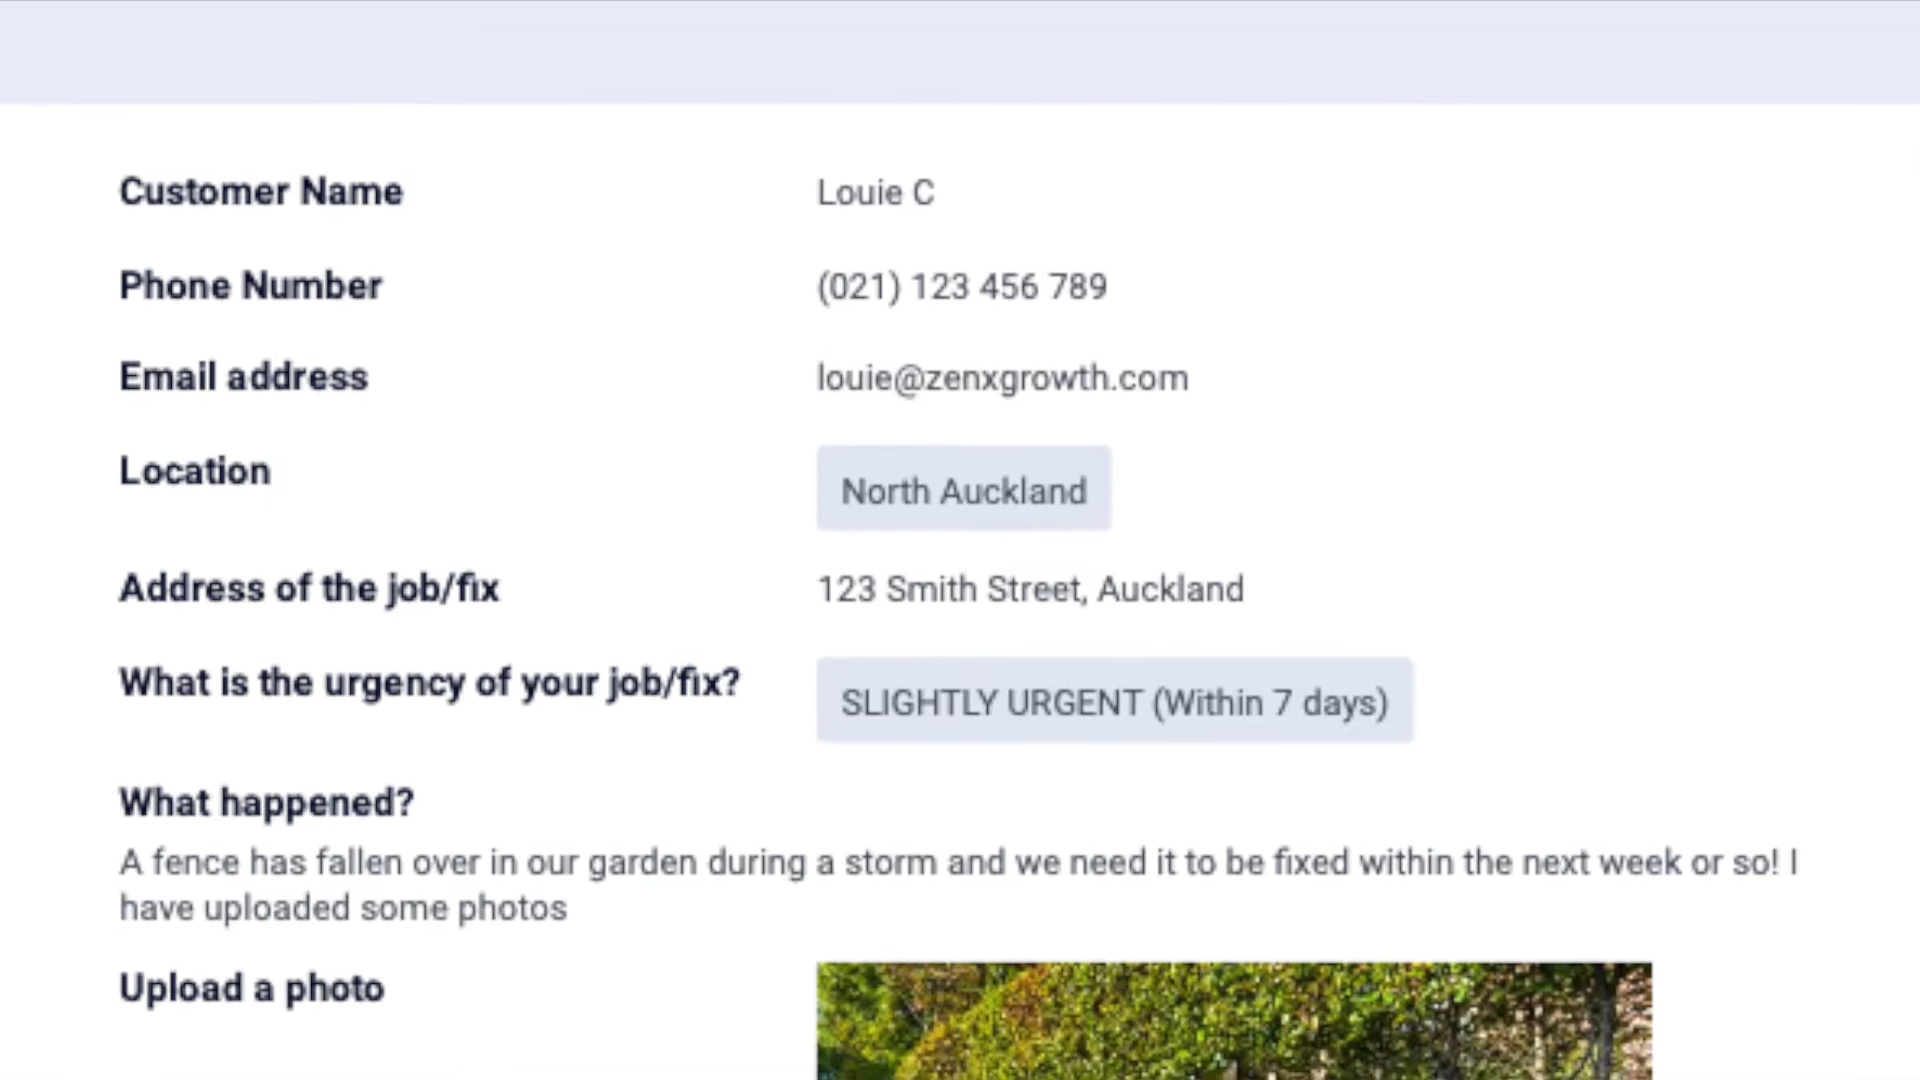 Customer Name
Louie C
Phone Number
(021) 123 456 789
Email address
louie@zenxgrowth.com
Location
North Auckland
Address of the job/fix
123 Smith Street, Auckland
What is the urgency of your job/fix?
SLIGHTLY URGENT (Within 7 days)
What happened?
A fence has fallen over in our garden during a storm and we need it to be fixed within the next week or so! I
have uploaded some photos
Upload a photo